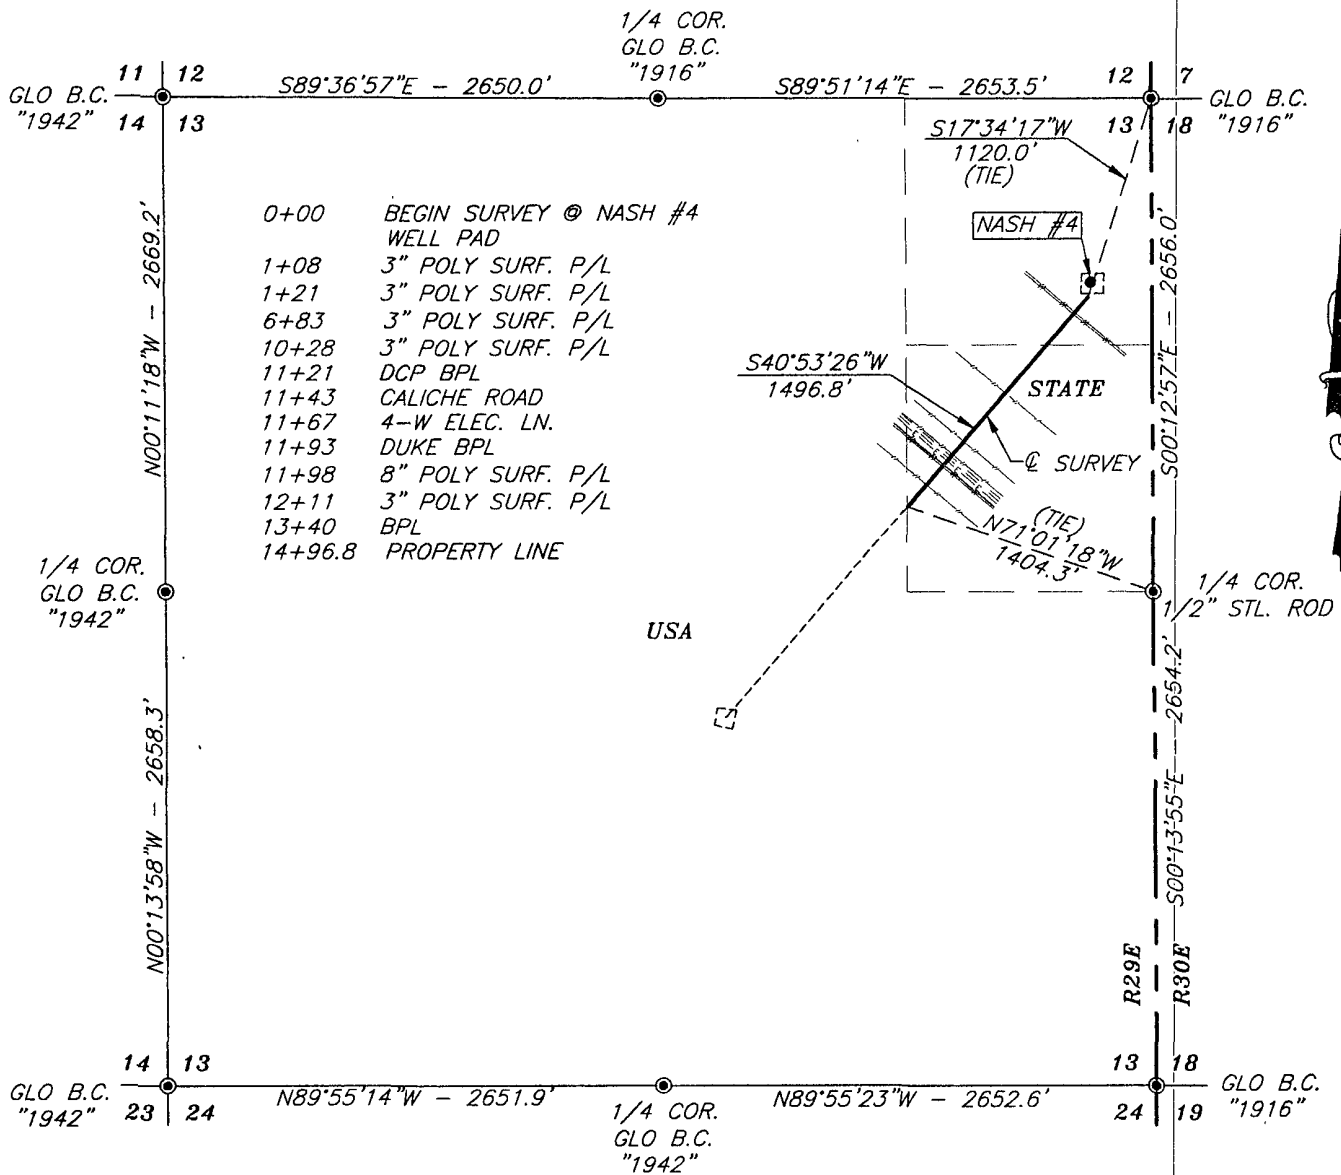 1/4 COR.
GLO B.C.
"1916"
11 12
GLO B.C.
"1942"
14 13
S89°36'57"E - 2650.0'
S89°51'14"E - 2653.5'
12 7
13 18
GLO B.C.
"1916"
S17°34'17"W
1120.0'
(TIE)
NASH #4
0+00 BEGIN SURVEY @ NASH #4
WELL PAD
1+08 3" POLY SURF. P/L
1+21 3" POLY SURF. P/L
6+83 3" POLY SURF. P/L
10+28 3" POLY SURF. P/L
11+21 DCP BPL
11+43 CALICHE ROAD
11+67 4-W ELEC. LN.
11+93 DUKE BPL
11+98 8" POLY SURF. P/L
12+11 3" POLY SURF. P/L
13+40 BPL
14+96.8 PROPERTY LINE
N00°11'18"W - 2669.2'
S00°12'57"E - 2656.0'
S40°53'26"W
1496.8'
STATE
℄ SURVEY
(TIE)
N71°01'18"W
1404.3'
1/4 COR.
GLO B.C.
"1942"
1/4 COR.
1/2" STL. ROD
USA
N00°13'58"W - 2658.3'
S00°13'55"E - 2654.2'
R29E
R30E
14 13
GLO B.C.
"1942"
23 24
N89°55'14"W - 2651.9'
1/4 COR.
GLO B.C.
"1942"
N89°55'23"W - 2652.6'
13 18
24 19
GLO B.C.
"1916"